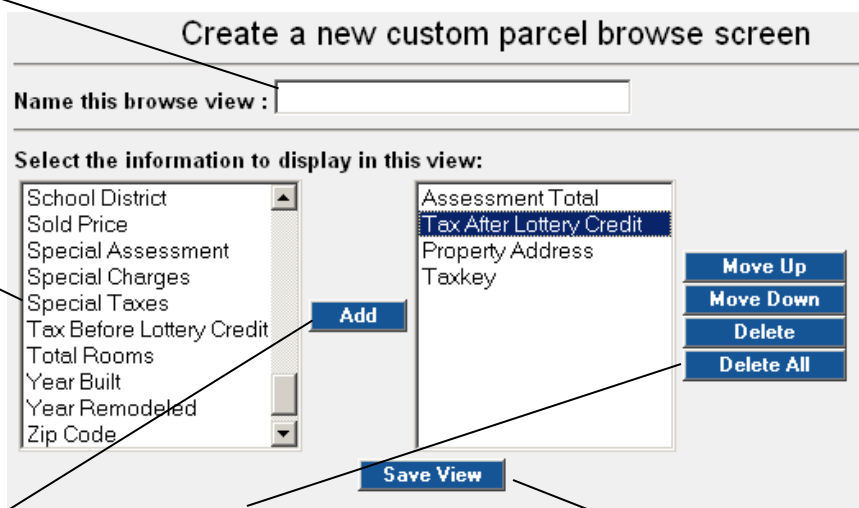 Create a new custom parcel browse screen
Name this browse view :
Select the information to display in this view:
School District
Sold Price
Special Assessment
Special Charges
Special Taxes
Tax Before Lottery Credit
Total Rooms
Year Built
Year Remodeled
Zip Code
Add
Assessment Total
Tax After Lottery Credit
Property Address
Taxkey
Move Up
Move Down
Delete
Delete All
Save View